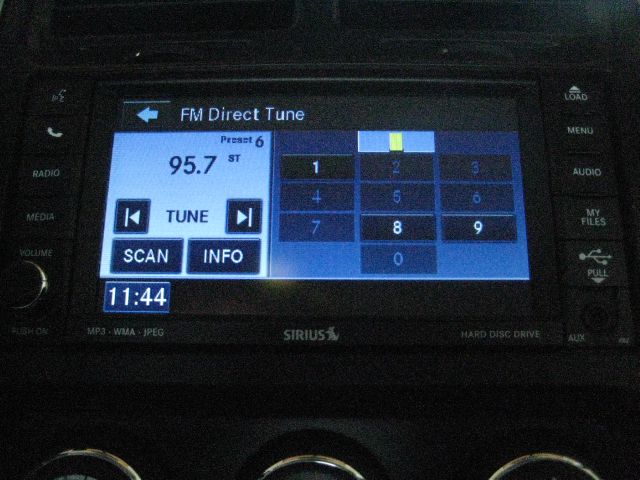 LOAD
FM Direct Tune
MENU
Preset 6
95.7 ST
1 2 3
RADIO
AUDIO
4 5 6
TUNE
MEDIA
MY FILES
7 8 9
VOLUME
SCAN INFO
0
PULL
11:44
PUSH ON
MP3 - WMA - JPEG
SIRIUS
HARD DISC DRIVE
AUX